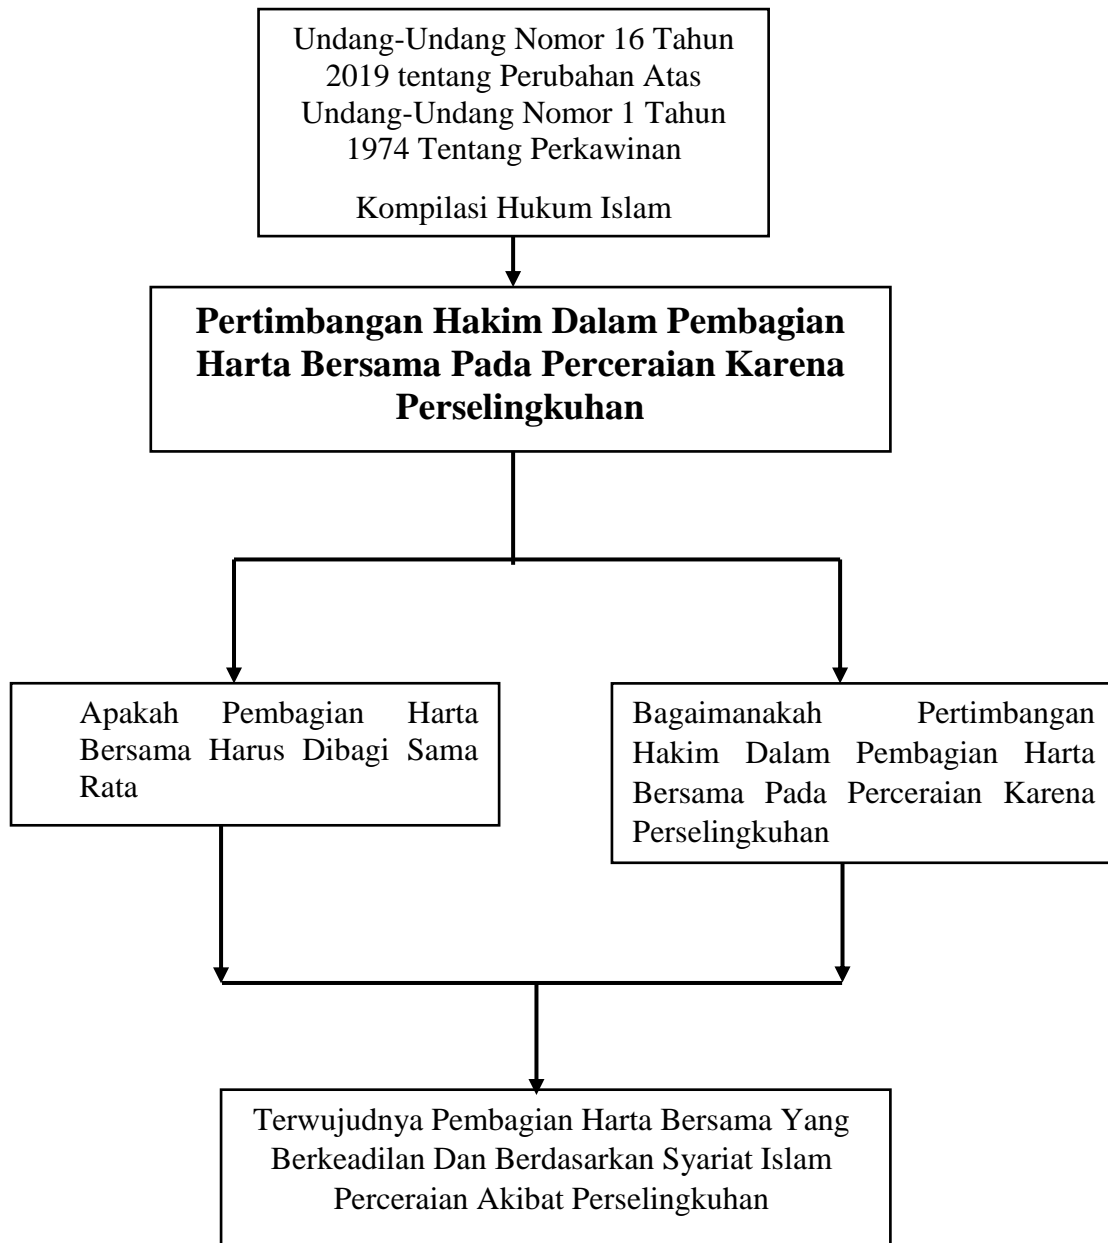 Undang-Undang Nomor 16 Tahun
2019 tentang Perubahan Atas
Undang-Undang Nomor 1 Tahun
1974 Tentang Perkawinan
Kompilasi Hukum Islam
Pertimbangan Hakim Dalam Pembagian
Harta Bersama Pada Perceraian Karena
Perselingkuhan
Apakah Pembagian Harta
Bersama Harus Dibagi Sama
Rata
Bagaimanakah Pertimbangan
Hakim Dalam Pembagian Harta
Bersama Pada Perceraian Karena
Perselingkuhan
Terwujudnya Pembagian Harta Bersama Yang
Berkeadilan Dan Berdasarkan Syariat Islam
Perceraian Akibat Perselingkuhan